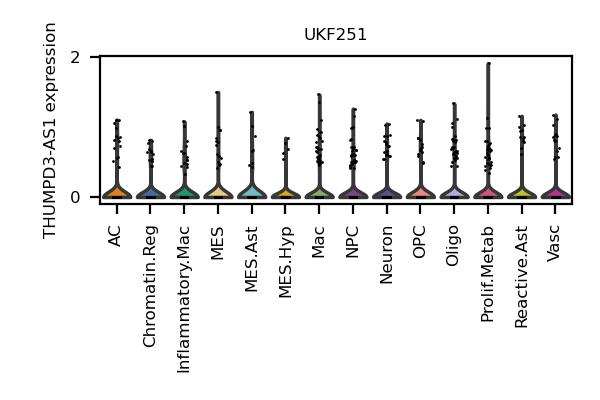 UKF251
THUMPD3-AS1 expression
2
0
AC
Chromatin.Reg
Inflammatory.Mac
MES
MES.Ast
MES.Hyp
Mac
NPC
Neuron
OPC
Oligo
Prolif.Metab
Reactive.Ast
Vasc